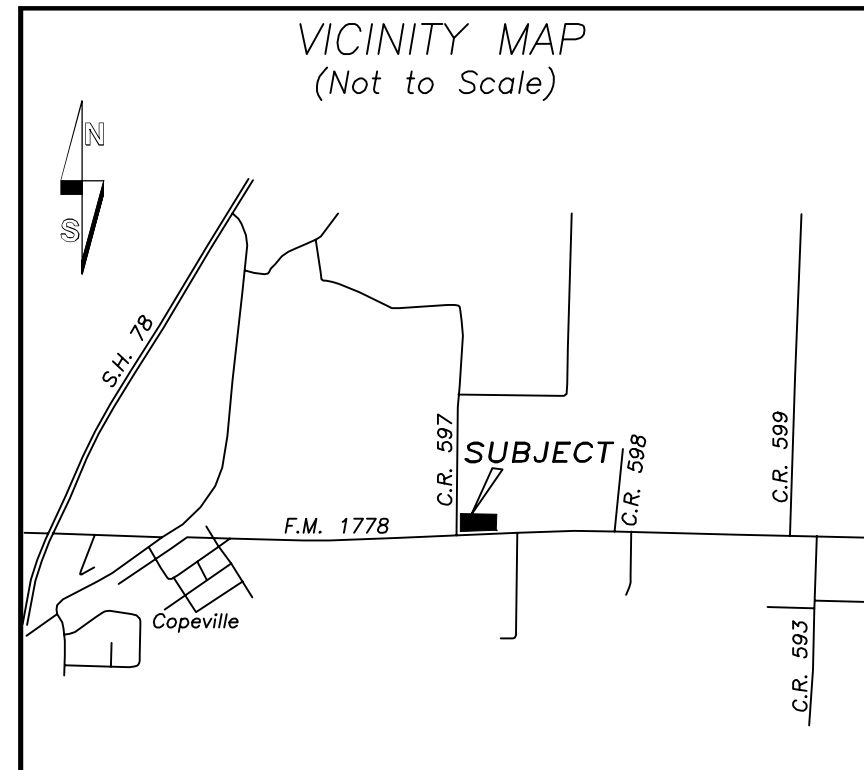 VICINITY MAP
(Not to Scale)
N
S
S.H. 78
C.R. 597
SUBJECT
C.R. 598
C.R. 599
F.M. 1778
Copeville
C.R. 593